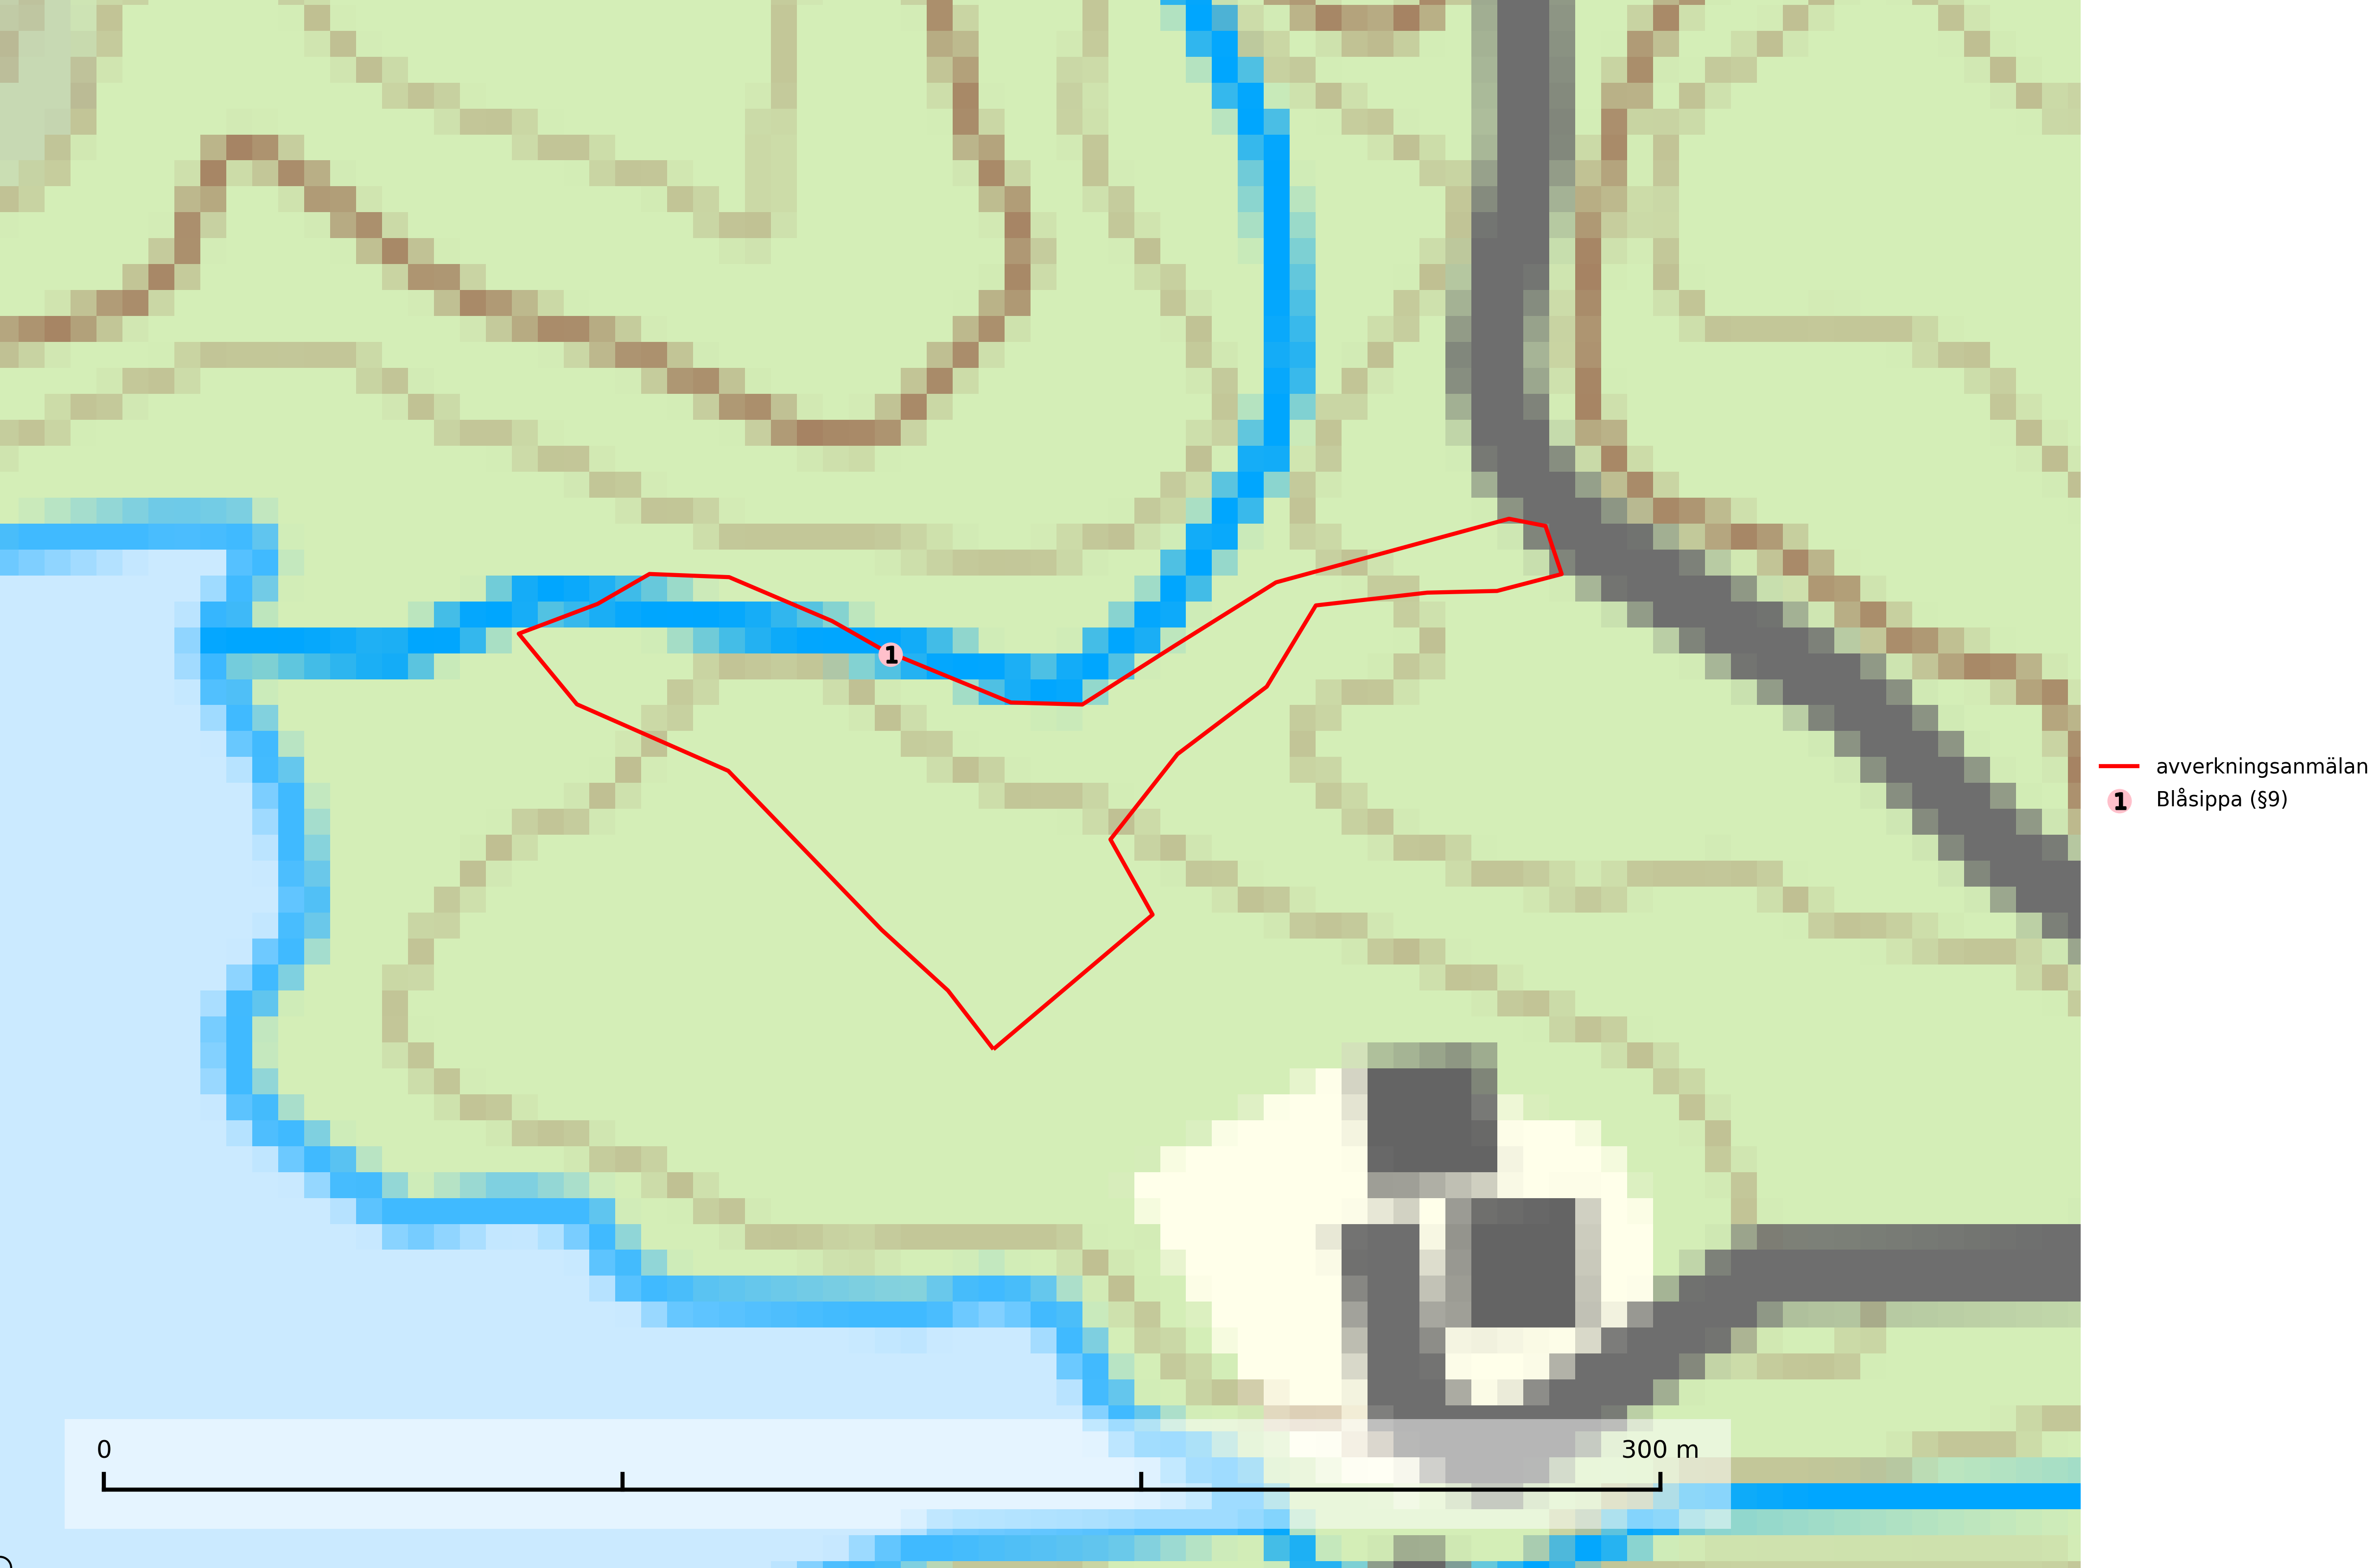 1
avverkningsanmälan
1 Blåsippa (§9)
0 300 m